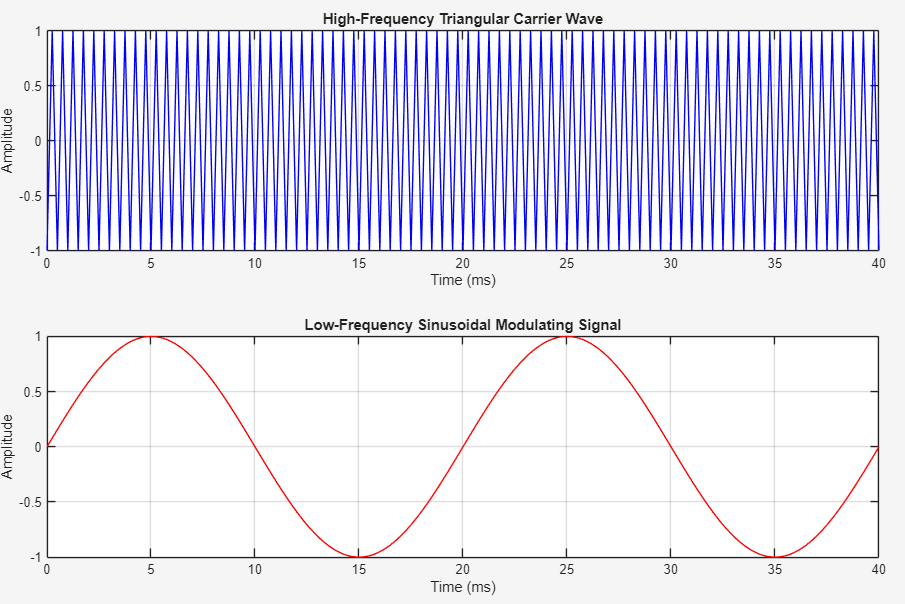 High-Frequency Triangular Carrier Wave
1
0.5
0
-0.5
-1
Amplitude
0 5 10 15 20 25 30 35 40
Time (ms)
Low-Frequency Sinusoidal Modulating Signal
1
0.5
0
-0.5
-1
Amplitude
0 5 10 15 20 25 30 35 40
Time (ms)